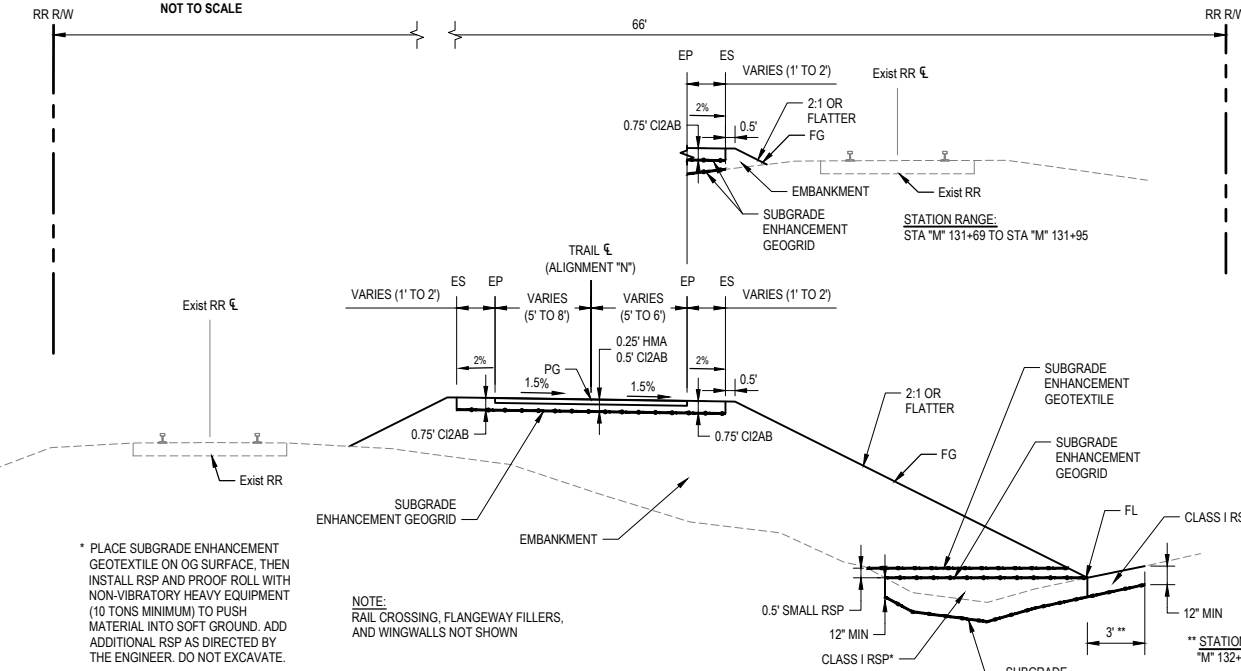 NOT TO SCALE
RR R/W
RR R/W
66'
EP
ES
VARIES (1' TO 2')
Exist RR ℄
2%
2:1 OR
FLATTER
0.75' Cl2AB
0.5'
FG
EMBANKMENT
Exist RR
SUBGRADE
ENHANCEMENT
GEOGRID
STATION RANGE:
STA "M" 131+69 TO STA "M" 131+95
TRAIL ℄
(ALIGNMENT "N")
ES
EP
EP
ES
Exist RR ℄
VARIES (1' TO 2')
VARIES
(5' TO 8')
VARIES
(5' TO 6')
VARIES (1' TO 2')
0.25' HMA
0.5' Cl2AB
2%
PG
2%
1.5%
1.5%
0.5'
SUBGRADE
ENHANCEMENT
GEOTEXTILE
2:1 OR
FLATTER
0.75' Cl2AB
0.75' Cl2AB
SUBGRADE
ENHANCEMENT
GEOGRID
FG
Exist RR
SUBGRADE
ENHANCEMENT GEOGRID
FL
CLASS I RS
EMBANKMENT
* PLACE SUBGRADE ENHANCEMENT
GEOTEXTILE ON OG SURFACE, THEN
INSTALL RSP AND PROOF ROLL WITH
NON-VIBRATORY HEAVY EQUIPMENT
(10 TONS MINIMUM) TO PUSH
MATERIAL INTO SOFT GROUND. ADD
ADDITIONAL RSP AS DIRECTED BY
THE ENGINEER. DO NOT EXCAVATE.
NOTE:
RAIL CROSSING, FLANGEWAY FILLERS,
AND WINGWALLS NOT SHOWN
0.5' SMALL RSP
12" MIN
12" MIN
3' **
CLASS I RSP*
** STATION
"M" 132+
SUBGRADE